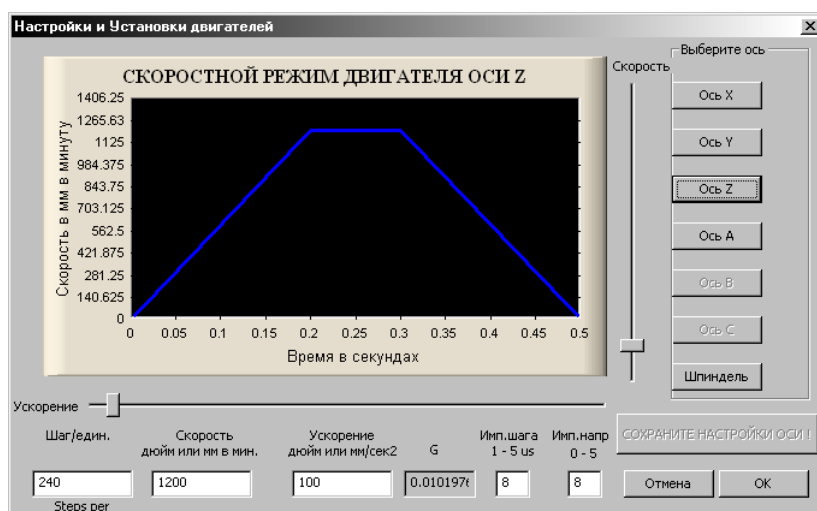 Настройки и Установки двигателей
Выберите ось
СКОРОСТНОЙ РЕЖИМ ДВИГАТЕЛЯ ОСИ Z
Скорость
Скорость в мм в минуту
1406.25
1265.63
1125
984.375
843.75
703.125
562.5
421.875
281.25
140.625
0
0 0.05 0.1 0.15 0.2 0.25 0.3 0.35 0.4 0.45 0.5
Время в секундах
Ось X
Ось Y
Ось Z
Ось A
Ось B
Ось C
Шпиндель
Ускорение
Шаг/един.
Скорость
дюйм или мм в мин.
Ускорение
дюйм или мм/сек2
G
Имп.шага
1 - 5 us
Имп.напр
0 - 5
СОХРАНИТЕ НАСТРОЙКИ ОСИ !
240
1200
100
0.010197
8
8
Отмена
OK
Steps per